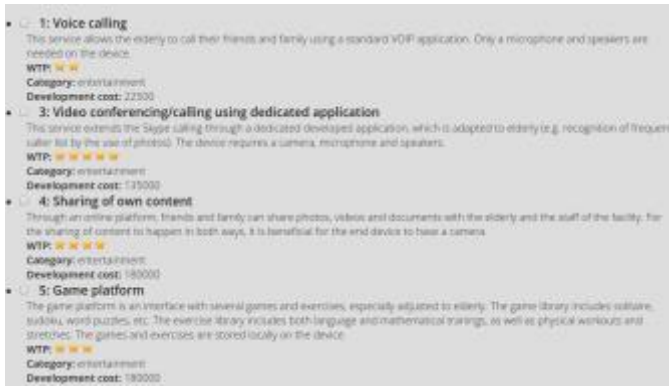 1: Voice calling
This service allows the elderly to call their friends and family using a standard VOIP application. Only a microphone and speakers are
needed on the device.
WTP:
Category: entertainment
Development cost: 22500
3: Video conferencing/calling using dedicated application
This service extends the Skype calling through a dedicated developed application, which is adapted to elderly (e.g. recognition of frequent
caller list by the use of photos). The device requires a camera, microphone and speakers.
WTP:
Category: entertainment
Development cost: 135000
4: Sharing of own content
Through an online platform, friends and family can share photos, videos and documents with the elderly and the staff of the facility. For
the sharing of content to happen in both ways, it is beneficial for the end device to have a camera.
WTP:
Category: entertainment
Development cost: 180000
5: Game platform
The game platform is an interface with several games and exercises, especially adjusted to elderly. The game library includes solitaire,
sudoku, word puzzles, etc. The exercise library includes both language and mathematical trainings, as well as physical workouts and
stretches. The games and exercises are stored locally on the device.
WTP:
Category: entertainment
Development cost: 180000